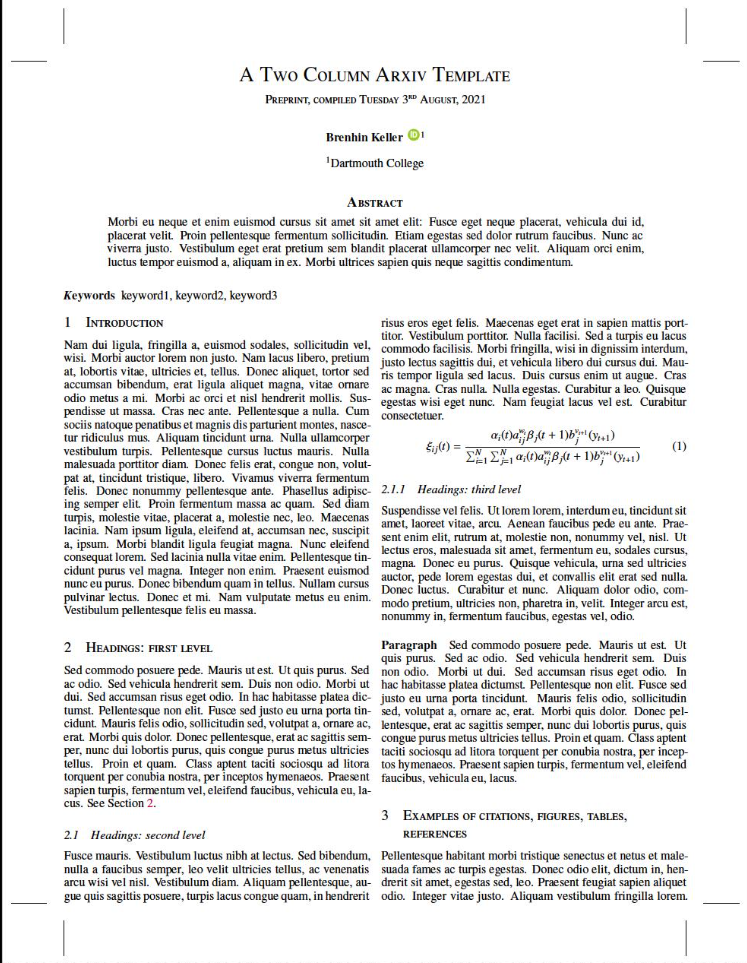 A Two Column Arxiv Template
Preprint, compiled Tuesday 3rd August, 2021
Brenhin Keller iD 1
1Dartmouth College
Abstract
Morbi eu neque et enim euismod cursus sit amet sit amet elit: Fusce eget neque placerat, vehicula dui id,
placerat velit. Proin pellentesque fermentum sollicitudin. Etiam egestas sed dolor rutrum faucibus. Nunc ac
viverra justo. Vestibulum eget erat pretium sem blandit placerat ullamcorper nec velit. Aliquam orci enim,
luctus tempor euismod a, aliquam in ex. Morbi ultrices sapien quis neque sagittis condimentum.
Keywords keyword1, keyword2, keyword3
1 Introduction
Nam dui ligula, fringilla a, euismod sodales, sollicitudin vel,
wisi. Morbi auctor lorem non justo. Nam lacus libero, pretium
at, lobortis vitae, ultricies et, tellus. Donec aliquet, tortor sed
accumsan bibendum, erat ligula aliquet magna, vitae ornare
odio metus a mi. Morbi ac orci et nisl hendrerit mollis. Sus-
pendisse ut massa. Cras nec ante. Pellentesque a nulla. Cum
sociis natoque penatibus et magnis dis parturient montes, nasce-
tur ridiculus mus. Aliquam tincidunt urna. Nulla ullamcorper
vestibulum turpis. Pellentesque cursus luctus mauris. Nulla
malesuada porttitor diam. Donec felis erat, congue non, volut-
pat at, tincidunt tristique, libero. Vivamus viverra fermentum
felis. Donec nonummy pellentesque ante. Phasellus adipisc-
ing semper elit. Proin fermentum massa ac quam. Sed diam
turpis, molestie vitae, placerat a, molestie nec, leo. Maecenas
lacinia. Nam ipsum ligula, eleifend at, accumsan nec, suscipit
a, ipsum. Morbi blandit ligula feugiat magna. Nunc eleifend
consequat lorem. Sed lacinia nulla vitae enim. Pellentesque tin-
cidunt purus vel magna. Integer non enim. Praesent euismod
nunc eu purus. Donec bibendum quam in tellus. Nullam cursus
pulvinar lectus. Donec et mi. Nam vulputate metus eu enim.
Vestibulum pellentesque felis eu massa.
2 Headings: first level
Sed commodo posuere pede. Mauris ut est. Ut quis purus. Sed
ac odio. Sed vehicula hendrerit sem. Duis non odio. Morbi ut
dui. Sed accumsan risus eget odio. In hac habitasse platea dic-
tumst. Pellentesque non elit. Fusce sed justo eu urna porta tin-
cidunt. Mauris felis odio, sollicitudin sed, volutpat a, ornare ac,
erat. Morbi quis dolor. Donec pellentesque, erat ac sagittis sem-
per, nunc dui lobortis purus, quis congue purus metus ultricies
tellus. Proin et quam. Class aptent taciti sociosqu ad litora
torquent per conubia nostra, per inceptos hymenaeos. Praesent
sapien turpis, fermentum vel, eleifend faucibus, vehicula eu, la-
cus. See Section 2.
2.1 Headings: second level
Fusce mauris. Vestibulum luctus nibh at lectus. Sed bibendum,
nulla a faucibus semper, leo velit ultricies tellus, ac venenatis
arcu wisi vel nisl. Vestibulum diam. Aliquam pellentesque, au-
gue quis sagittis posuere, turpis lacus congue quam, in hendrerit
risus eros eget felis. Maecenas eget erat in sapien mattis port-
titor. Vestibulum porttitor. Nulla facilisi. Sed a turpis eu lacus
commodo facilisis. Morbi fringilla, wisi in dignissim interdum,
justo lectus sagittis dui, et vehicula libero dui cursus dui. Mau-
ris tempor ligula sed lacus. Duis cursus enim ut augue. Cras
ac magna. Cras nulla. Nulla egestas. Curabitur a leo. Quisque
egestas wisi eget nunc. Nam feugiat lacus vel est. Curabitur
consectetuer.
ξij(t) = αi(t)a^{wt}_{ij}βj(t + 1)b^{vt+1}_{j}(yt+1) / Σ^{N}_{i=1} Σ^{N}_{j=1} αi(t)a^{wt}_{ij}βj(t + 1)b^{vt+1}_{j}(yt+1) (1)
2.1.1 Headings: third level
Suspendisse vel felis. Ut lorem lorem, interdum eu, tincidunt sit
amet, laoreet vitae, arcu. Aenean faucibus pede eu ante. Prae-
sent enim elit, rutrum at, molestie non, nonummy vel, nisl. Ut
lectus eros, malesuada sit amet, fermentum eu, sodales cursus,
magna. Donec eu purus. Quisque vehicula, urna sed ultricies
auctor, pede lorem egestas dui, et convallis elit erat sed nulla.
Donec luctus. Curabitur et nunc. Aliquam dolor odio, com-
modo pretium, ultricies non, pharetra in, velit. Integer arcu est,
nonummy in, fermentum faucibus, egestas vel, odio.
Paragraph Sed commodo posuere pede. Mauris ut est. Ut
quis purus. Sed ac odio. Sed vehicula hendrerit sem. Duis
non odio. Morbi ut dui. Sed accumsan risus eget odio. In
hac habitasse platea dictumst. Pellentesque non elit. Fusce sed
justo eu urna porta tincidunt. Mauris felis odio, sollicitudin
sed, volutpat a, ornare ac, erat. Morbi quis dolor. Donec pel-
lentesque, erat ac sagittis semper, nunc dui lobortis purus, quis
congue purus metus ultricies tellus. Proin et quam. Class aptent
taciti sociosqu ad litora torquent per conubia nostra, per incep-
tos hymenaeos. Praesent sapien turpis, fermentum vel, eleifend
faucibus, vehicula eu, lacus.
3 Examples of citations, figures, tables,
references
Pellentesque habitant morbi tristique senectus et netus et male-
suada fames ac turpis egestas. Donec odio elit, dictum in, hen-
drerit sit amet, egestas sed, leo. Praesent feugiat sapien aliquet
odio. Integer vitae justo. Aliquam vestibulum fringilla lorem.